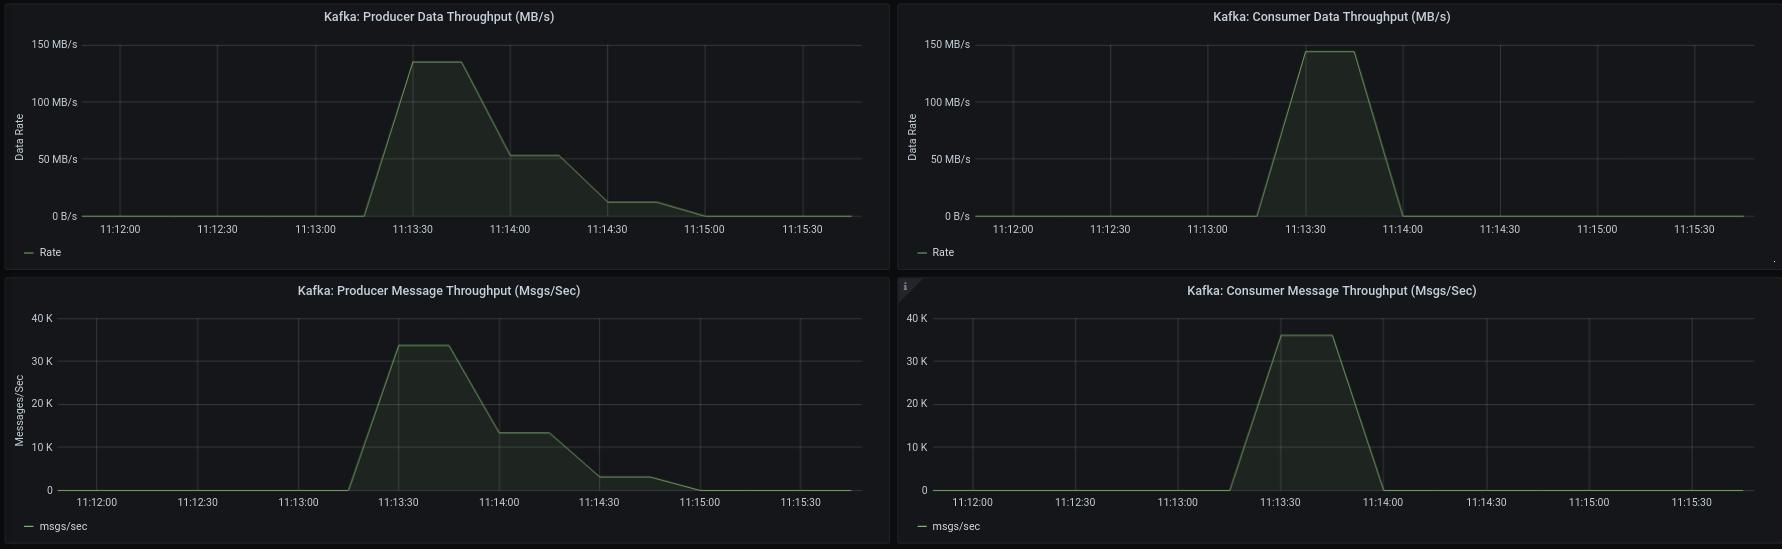 Kafka: Producer Data Throughput (MB/s)
150 MB/s
100 MB/s
50 MB/s
0 B/s
Data Rate
11:12:00 11:12:30 11:13:00 11:13:30 11:14:00 11:14:30 11:15:00 11:15:30
Rate
Kafka: Consumer Data Throughput (MB/s)
150 MB/s
100 MB/s
50 MB/s
0 B/s
Data Rate
11:12:00 11:12:30 11:13:00 11:13:30 11:14:00 11:14:30 11:15:00 11:15:30
Rate
Kafka: Producer Message Throughput (Msgs/Sec)
40 K
30 K
20 K
10 K
0
Messages/Sec
11:12:00 11:12:30 11:13:00 11:13:30 11:14:00 11:14:30 11:15:00 11:15:30
msgs/sec
i
Kafka: Consumer Message Throughput (Msgs/Sec)
40 K
30 K
20 K
10 K
0
11:12:00 11:12:30 11:13:00 11:13:30 11:14:00 11:14:30 11:15:00 11:15:30
msgs/sec